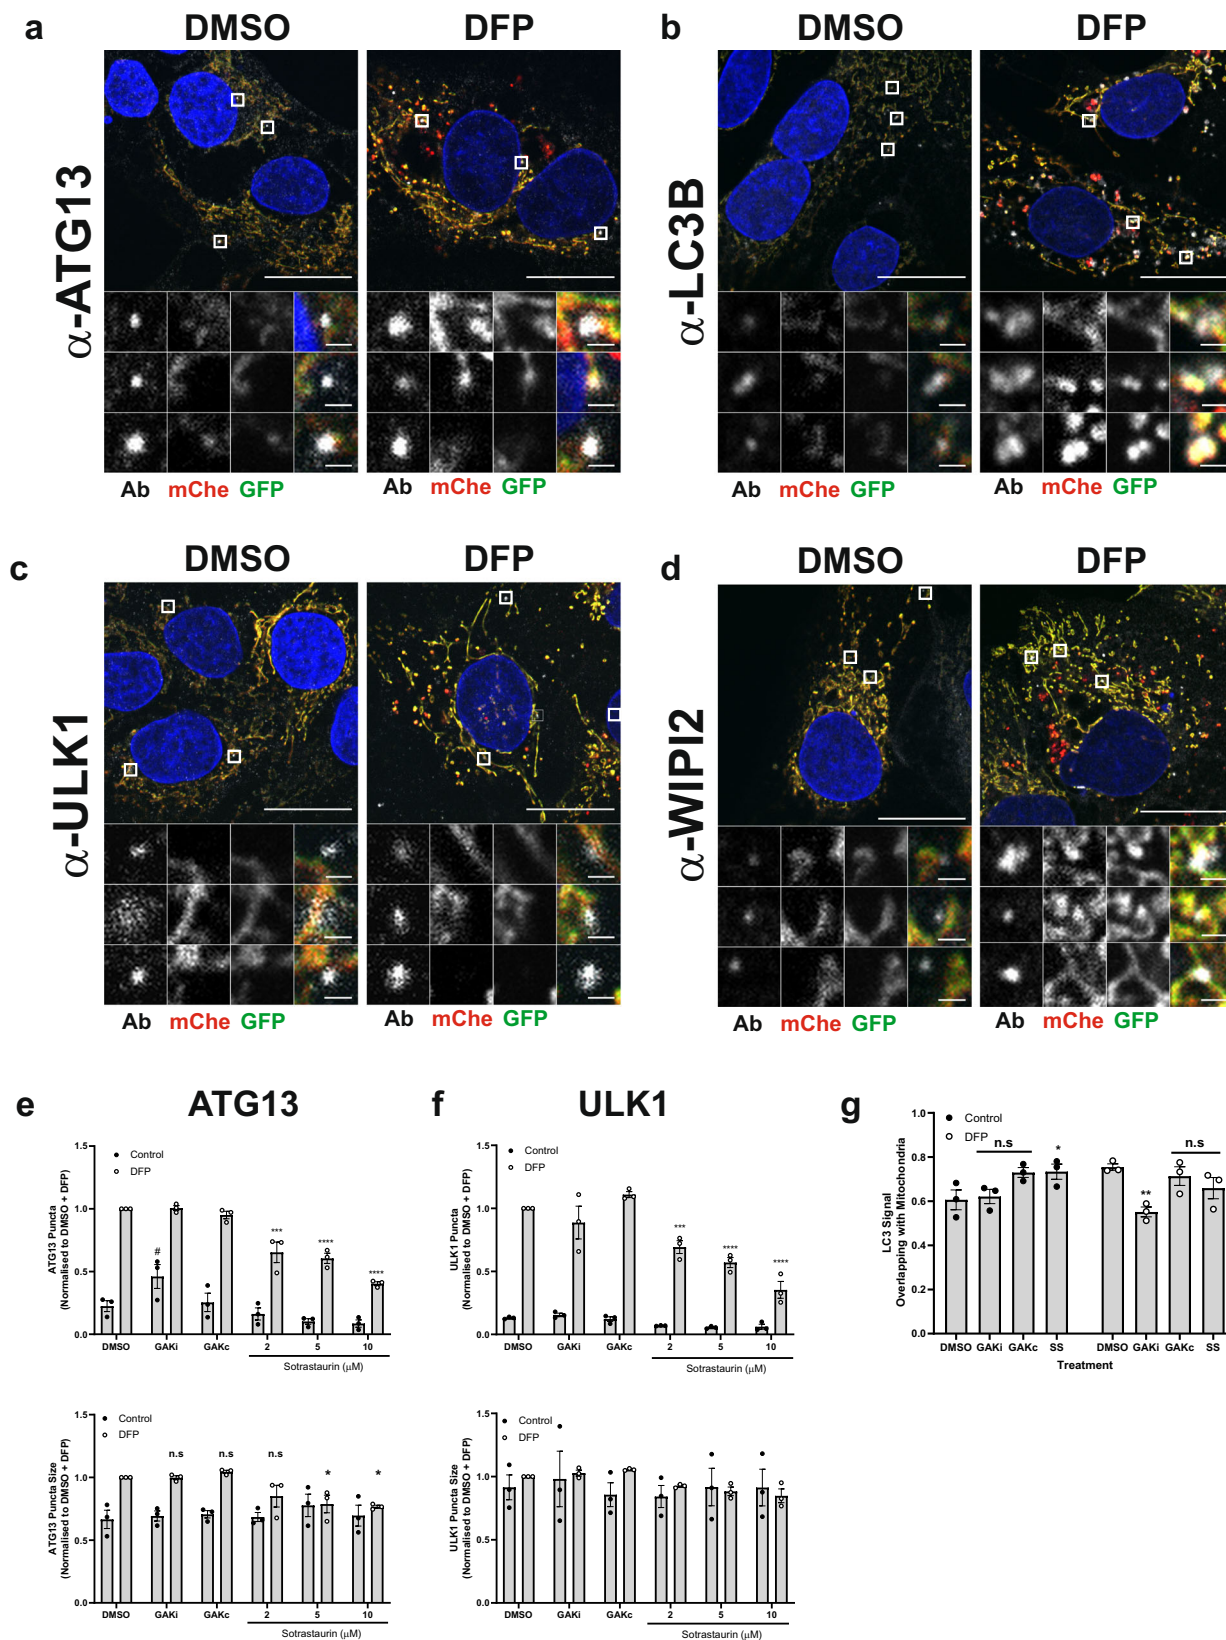 a
DMSO
DFP
α-ATG13
Ab mChe GFP
b
DMSO
DFP
α-LC3B
Ab mChe GFP
c
DMSO
DFP
α-ULK1
Ab mChe GFP
Ab mChe GFP
d
DMSO
DFP
α-WIPI2
Ab mChe GFP
Ab mChe GFP
Ab mChe GFP
Ab mChe GFP
e
ATG13
ATG13 Puncta
(Normalised to DMSO + DFP)
1.5
1.0
0.5
0.0
Control
DFP
#
***
****
****
DMSO GAKi GAKc 2 5 10
Sotrastaurin (μM)
ATG13 Puncta Size
(Normalised to DMSO + DFP)
1.5
1.0
0.5
0.0
Control
DFP
n.s n.s n.s * *
DMSO GAKi GAKc 2 5 10
Sotrastaurin (μM)
f
ULK1
ULK1 Puncta
(Normalised to DMSO + DFP)
1.5
1.0
0.5
0.0
Control
DFP
***
****
****
DMSO GAKi GAKc 2 5 10
Sotrastaurin (μM)
ULK1 Puncta Size
(Normalised to DMSO + DFP)
1.5
1.0
0.5
0.0
Control
DFP
DMSO GAKi GAKc 2 5 10
Sotrastaurin (μM)
g
LC3 Signal
Overlapping with Mitochondria
1.0
0.8
0.6
0.4
0.2
0.0
Control
DFP
n.s * ** n.s
DMSO GAKi GAKc SS DMSO GAKi GAKc SS
Treatment